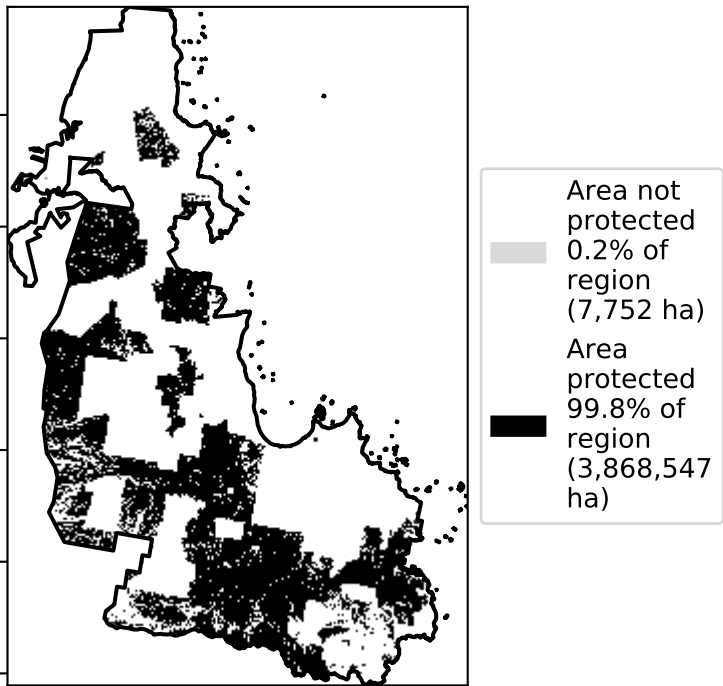 Area not
protected
0.2% of
region
(7,752 ha)
Area
protected
99.8% of
region
(3,868,547
ha)